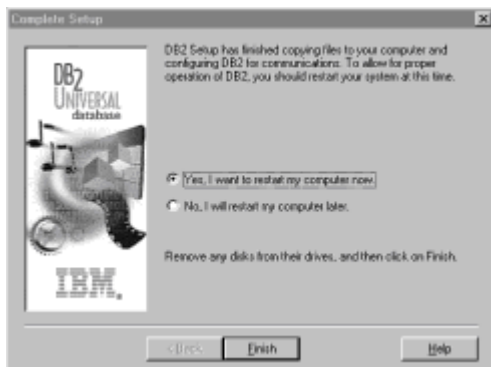 Complete Setup
DB2
UNIVERSAL
database
IBM.
DB2 Setup has finished copying files to your computer and
configuring DB2 for communications. To allow for proper
operation of DB2, you should restart your system at this time.
Yes, I want to restart my computer now.
No, I will restart my computer later.
Remove any disks from their drives, and then click on Finish.
< Back
Finish
Help